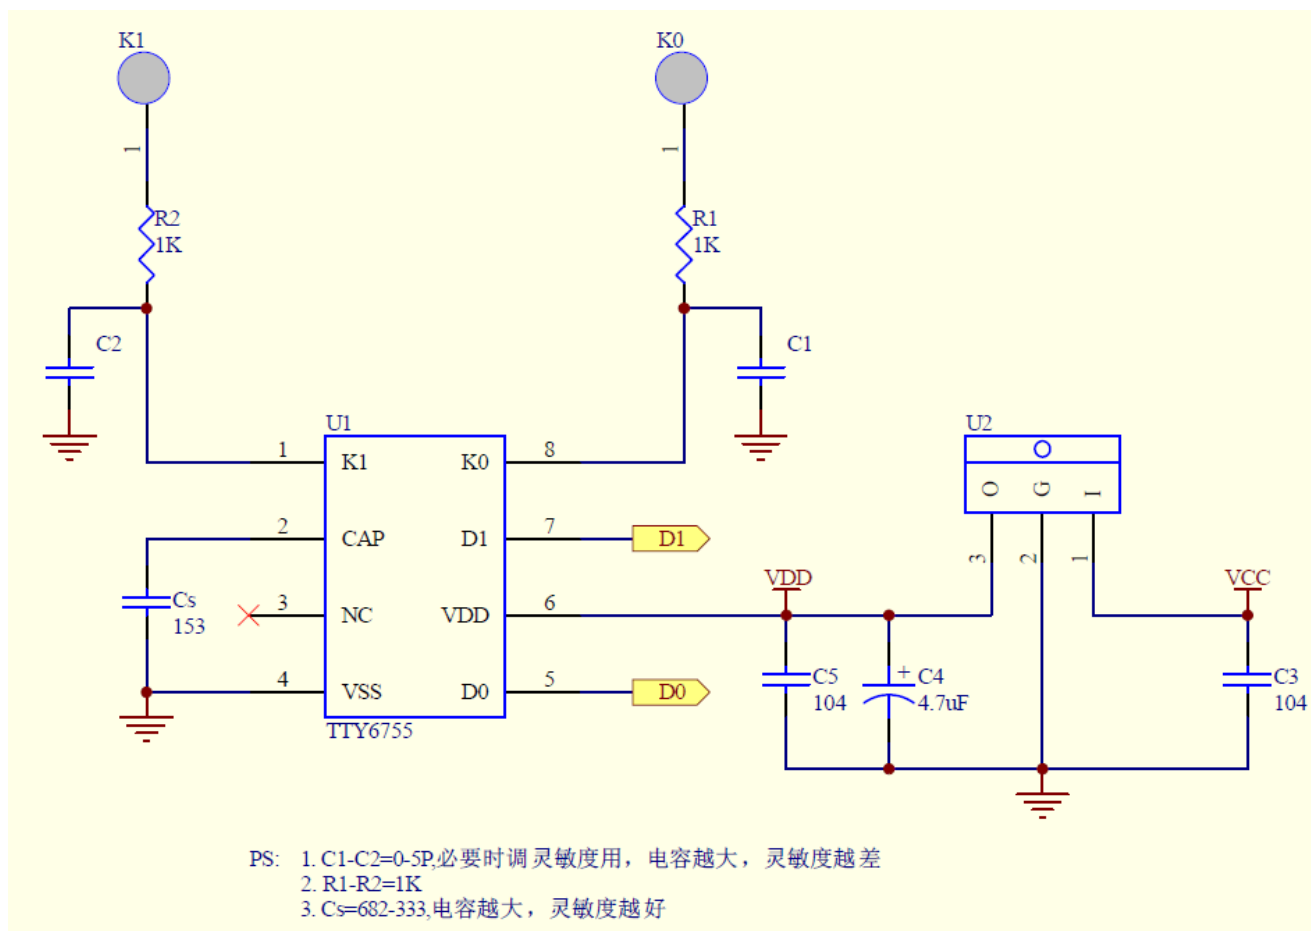 K1
K0
1
1
R2
1K
R1
1K
C2
C1
U1
U2
1
K1
K0
8
O
G
I
2
CAP
D1
7
D1
3
2
1
Cs
153
VDD
VCC
3
NC
VDD
6
C5
104
+
C4
4.7uF
C3
104
4
VSS
D0
5
D0
TTY6755
PS: 1. C1-C2=0-5P,必要时调灵敏度用，电容越大，灵敏度越差
2. R1-R2=1K
3. Cs=682-333,电容越大，灵敏度越好